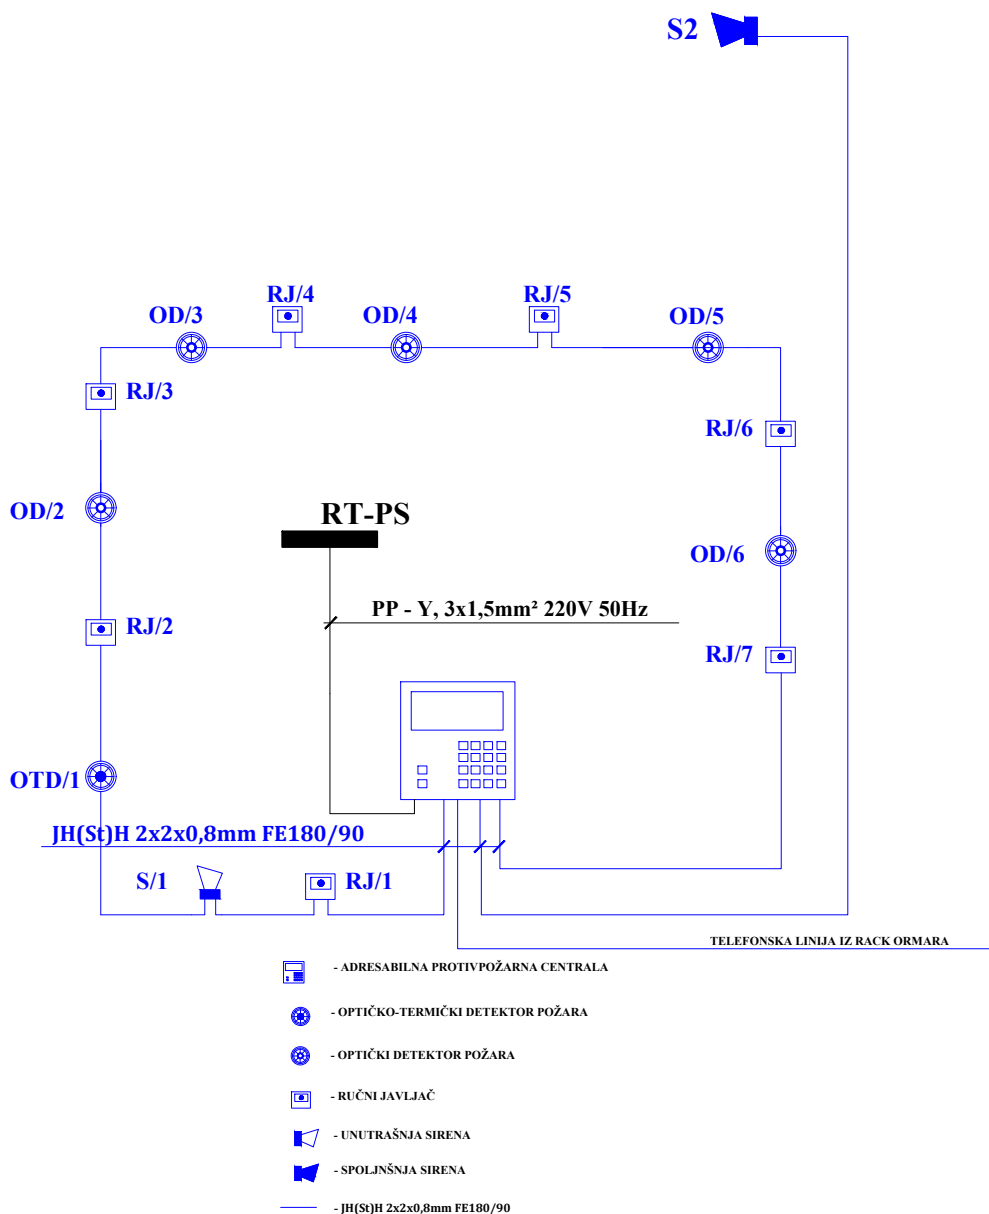 S2
RJ/4
RJ/5
OD/3
OD/4
OD/5
RJ/3
RJ/6
OD/2
RT-PS
OD/6
PP - Y, 3x1,5mm² 220V 50Hz
RJ/2
RJ/7
OTD/1
JH(St)H 2x2x0,8mm FE180/90
S/1
RJ/1
TELEFONSKA LINIJA IZ RACK ORMARA
- ADRESABILNA PROTIVPOŽARNA CENTRALA
- OPTIČKO-TERMIČKI DETEKTOR POŽARA
- OPTIČKI DETEKTOR POŽARA
- RUČNI JAVLJAČ
- UNUTRAŠNJA SIRENA
- SPOLJNŠNJA SIRENA
- JH(St)H 2x2x0,8mm FE180/90